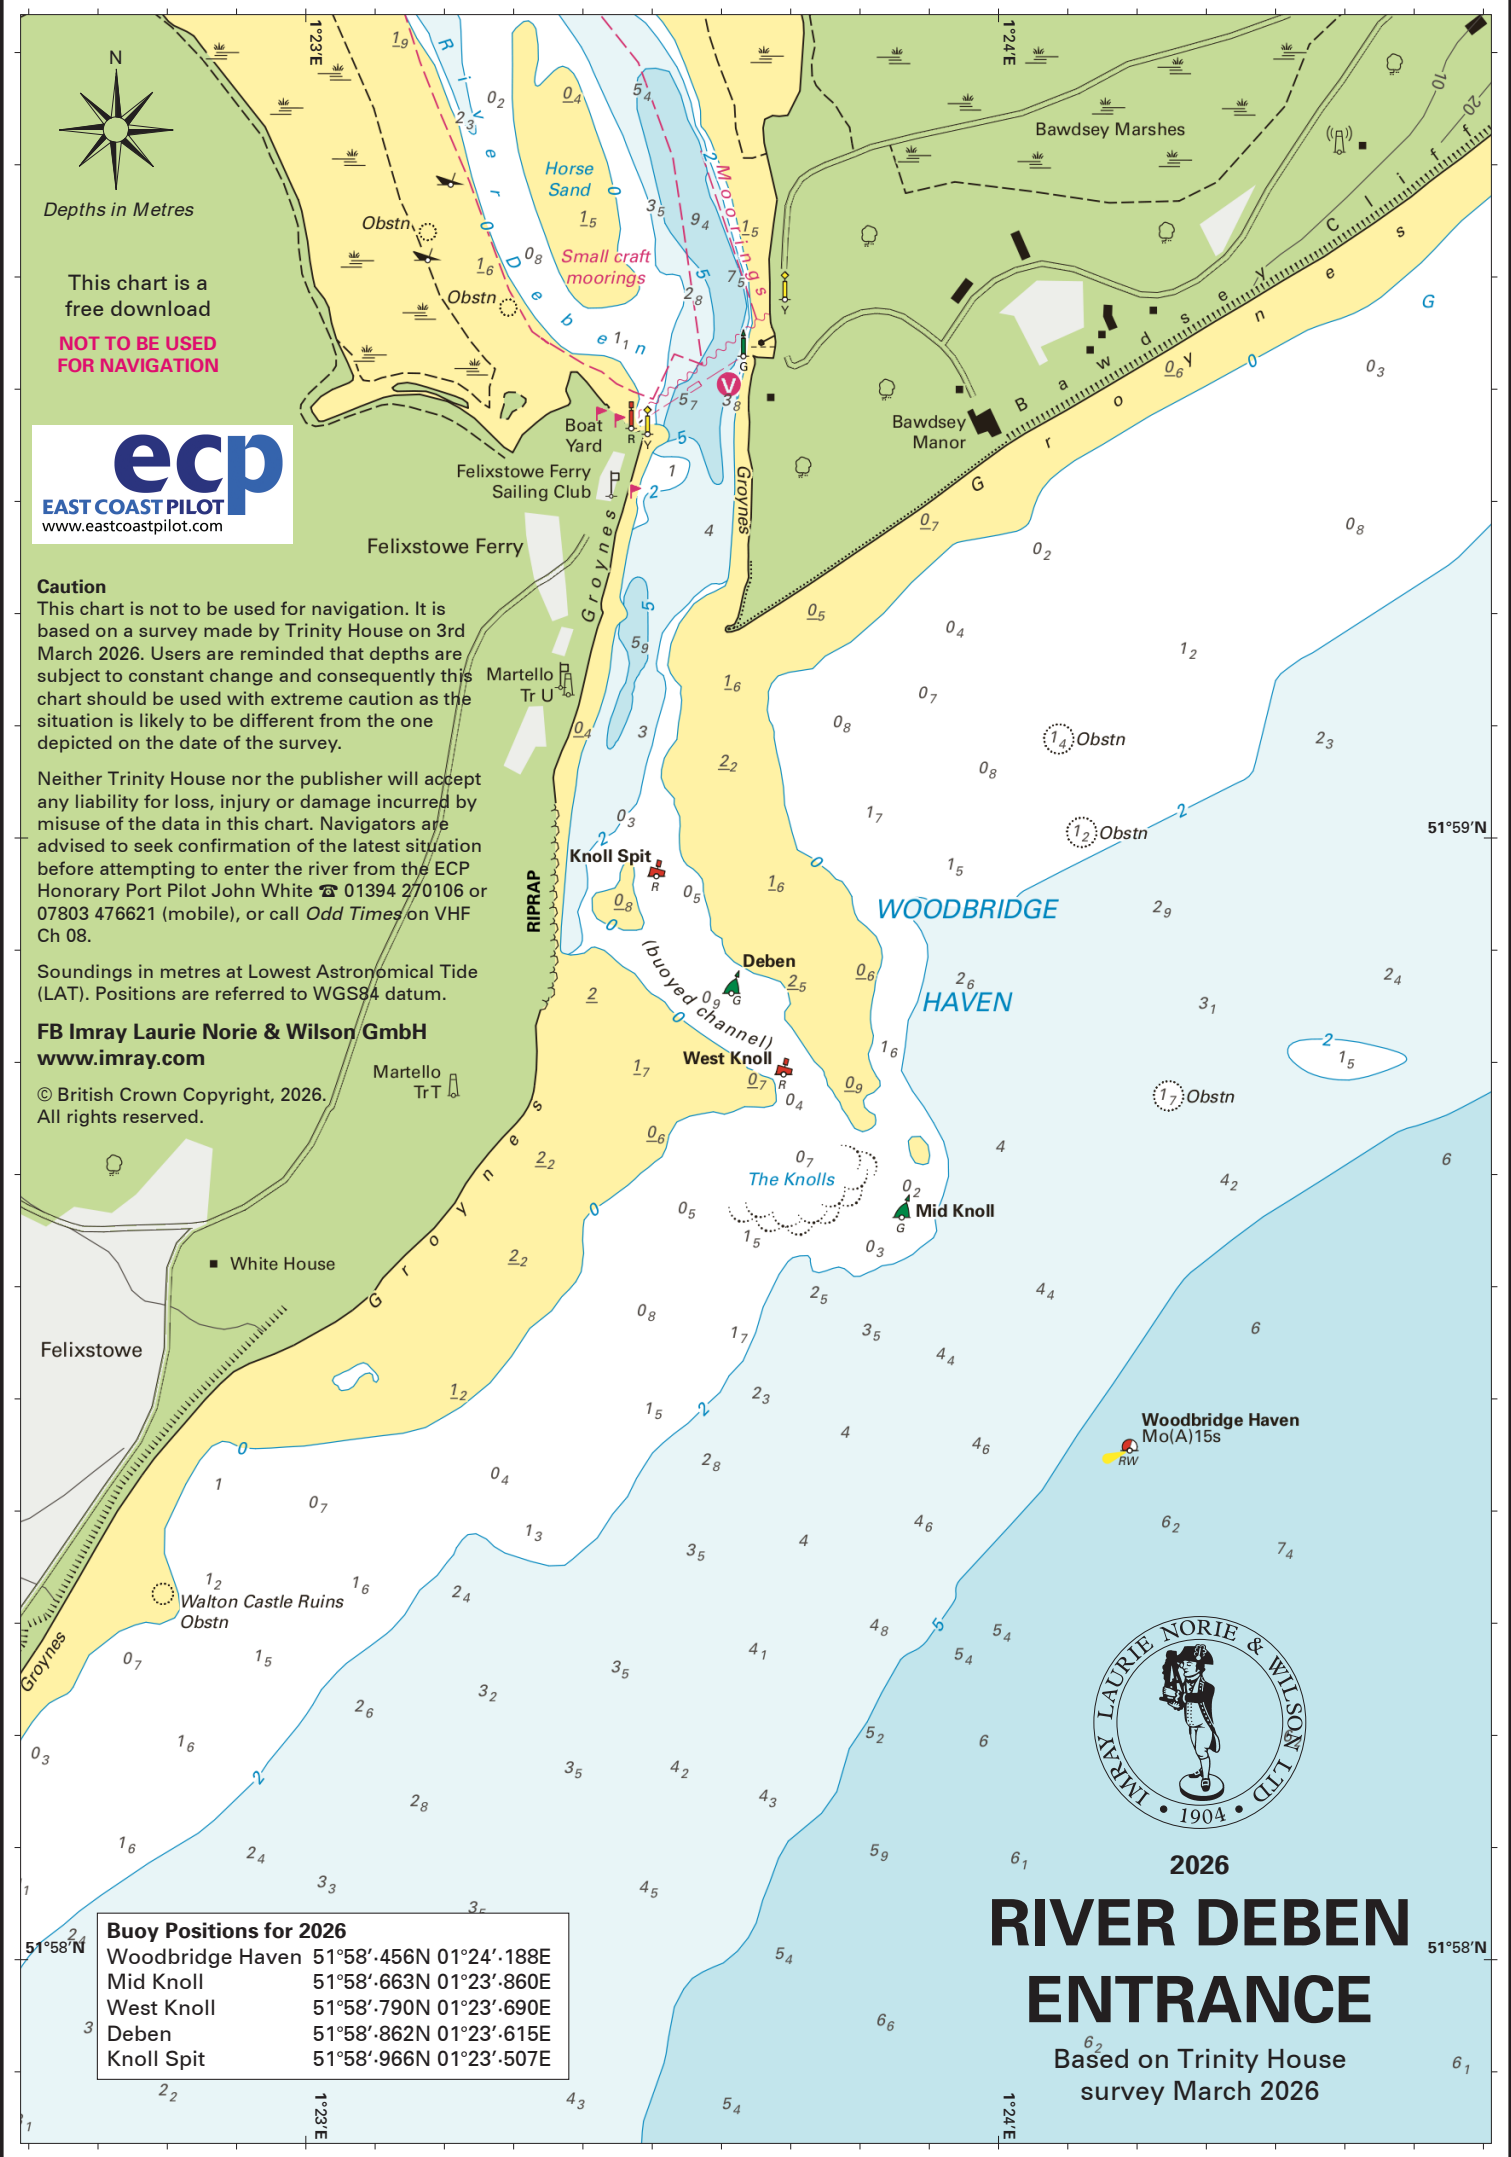 1°23'E
1°24'E
N
Depths in Metres
This chart is a
free download
NOT TO BE USED
FOR NAVIGATION
ecp
EAST COAST PILOT
www.eastcoastpilot.com
River Deben
Horse
Sand
Small craft
moorings
Moorings
Obstn
Obstn
Bawdsey Marshes
Bawdsey Cliff
Groynes
G
Bawdsey
Manor
Y
G
V
R
Y
Boat
Yard
Felixstowe Ferry
Sailing Club
Felixstowe Ferry
Groynes
Groynes
Martello
Tr U
Caution
This chart is not to be used for navigation. It is
based on a survey made by Trinity House on 3rd
March 2026. Users are reminded that depths are
subject to constant change and consequently this
chart should be used with extreme caution as the
situation is likely to be different from the one
depicted on the date of the survey.
Neither Trinity House nor the publisher will accept
any liability for loss, injury or damage incurred by
misuse of the data in this chart. Navigators are
advised to seek confirmation of the latest situation
before attempting to enter the river from the ECP
Honorary Port Pilot John White ☎ 01394 270106 or
07803 476621 (mobile), or call Odd Times on VHF
Ch 08.
Soundings in metres at Lowest Astronomical Tide
(LAT). Positions are referred to WGS84 datum.
FB Imray Laurie Norie & Wilson GmbH
www.imray.com
© British Crown Copyright, 2026.
All rights reserved.
Martello
Tr T
RIPRAP
Knoll Spit
R
(buoyed channel)
Deben
G
West Knoll
R
The Knolls
Mid Knoll
G
Obstn
Obstn
51°59'N
WOODBRIDGE
HAVEN
Obstn
Groynes
White House
Felixstowe
Woodbridge Haven
Mo(A)15s
RW
Walton Castle Ruins
Obstn
Groynes
IMRAY LAURIE NORIE & WILSON LTD
• 1904 •
2026
RIVER DEBEN
ENTRANCE
Based on Trinity House
survey March 2026
51°58'N
51°58'N
Buoy Positions for 2026
Woodbridge Haven 51°58'·456N 01°24'·188E
Mid Knoll 51°58'·663N 01°23'·860E
West Knoll 51°58'·790N 01°23'·690E
Deben 51°58'·862N 01°23'·615E
Knoll Spit 51°58'·966N 01°23'·507E
1°23'E
1°24'E